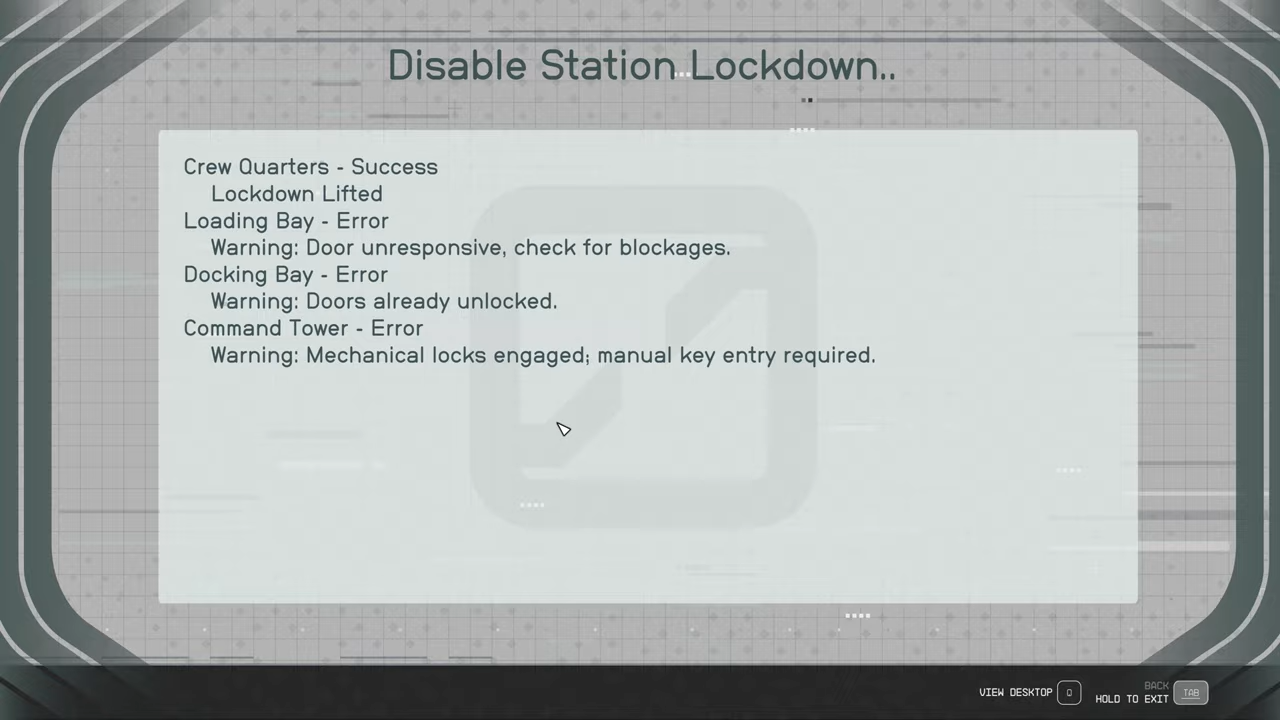 Disable Station Lockdown..
Crew Quarters - Success
Lockdown Lifted
Loading Bay - Error
Warning: Door unresponsive, check for blockages.
Docking Bay - Error
Warning: Doors already unlocked.
Command Tower - Error
Warning: Mechanical locks engaged; manual key entry required.
VIEW DESKTOP Q
BACK
HOLD TO EXIT TAB